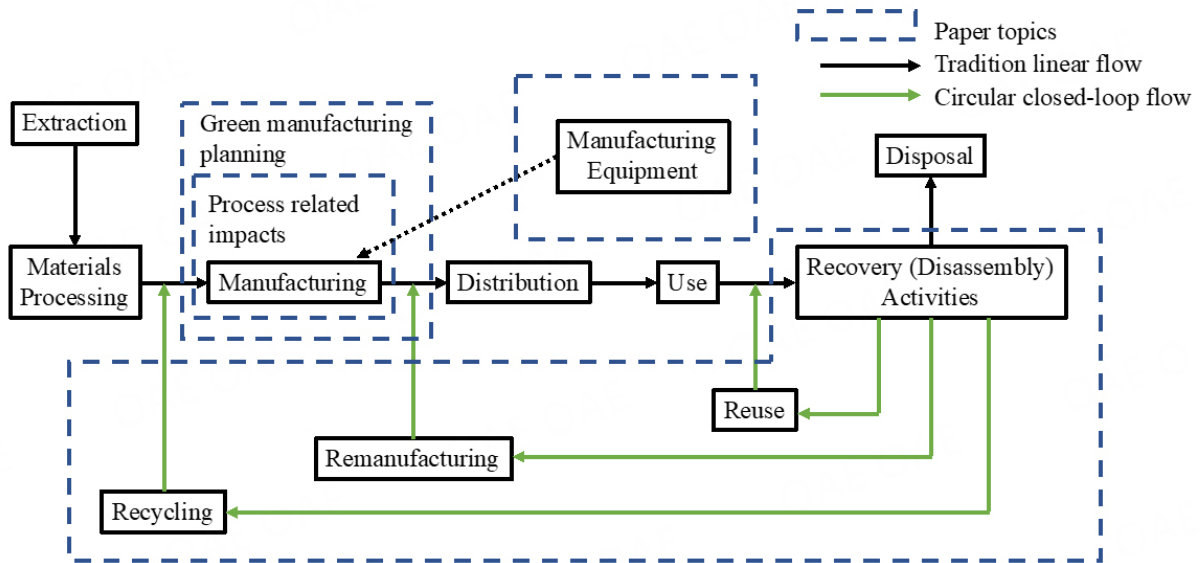 Paper topics
Tradition linear flow
Circular closed-loop flow
Extraction
Green manufacturing
planning
Manufacturing
Equipment
Disposal
Process related
impacts
Materials
Processing
Manufacturing
Distribution
Use
Recovery (Disassembly)
Activities
Reuse
Remanufacturing
Recycling